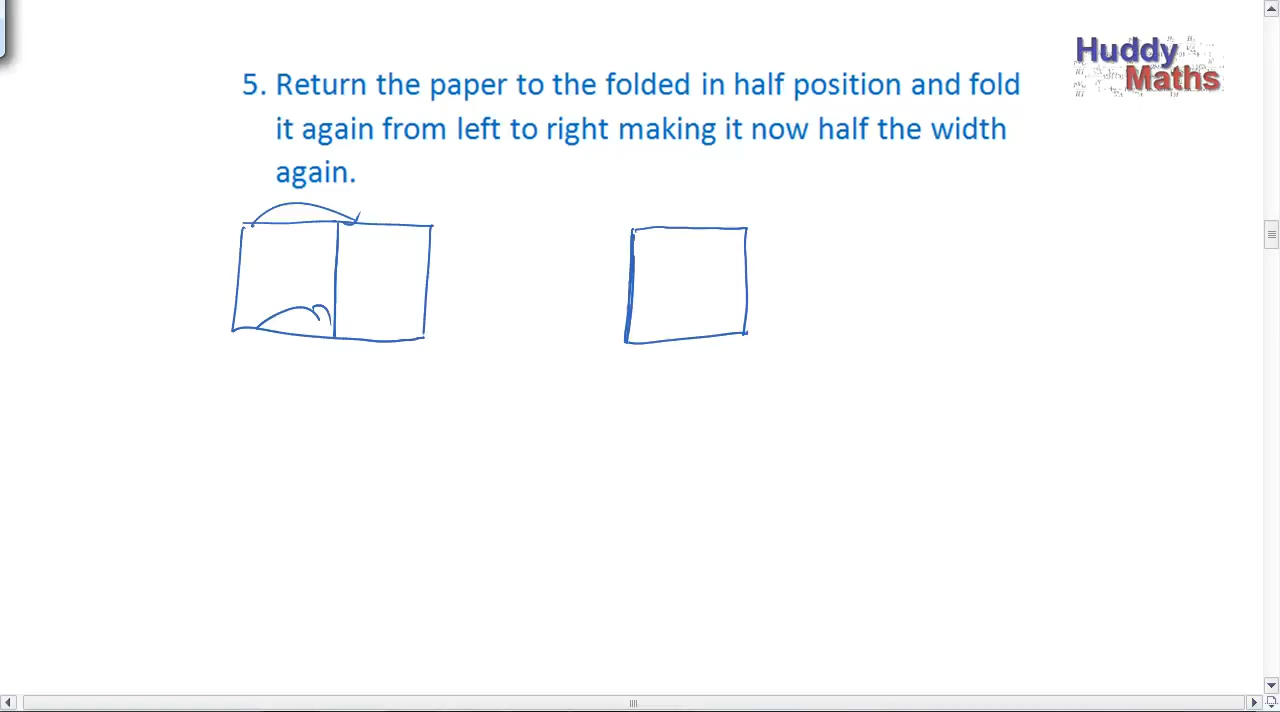 Huddy
Maths
5. Return the paper to the folded in half position and fold
it again from left to right making it now half the width
again.